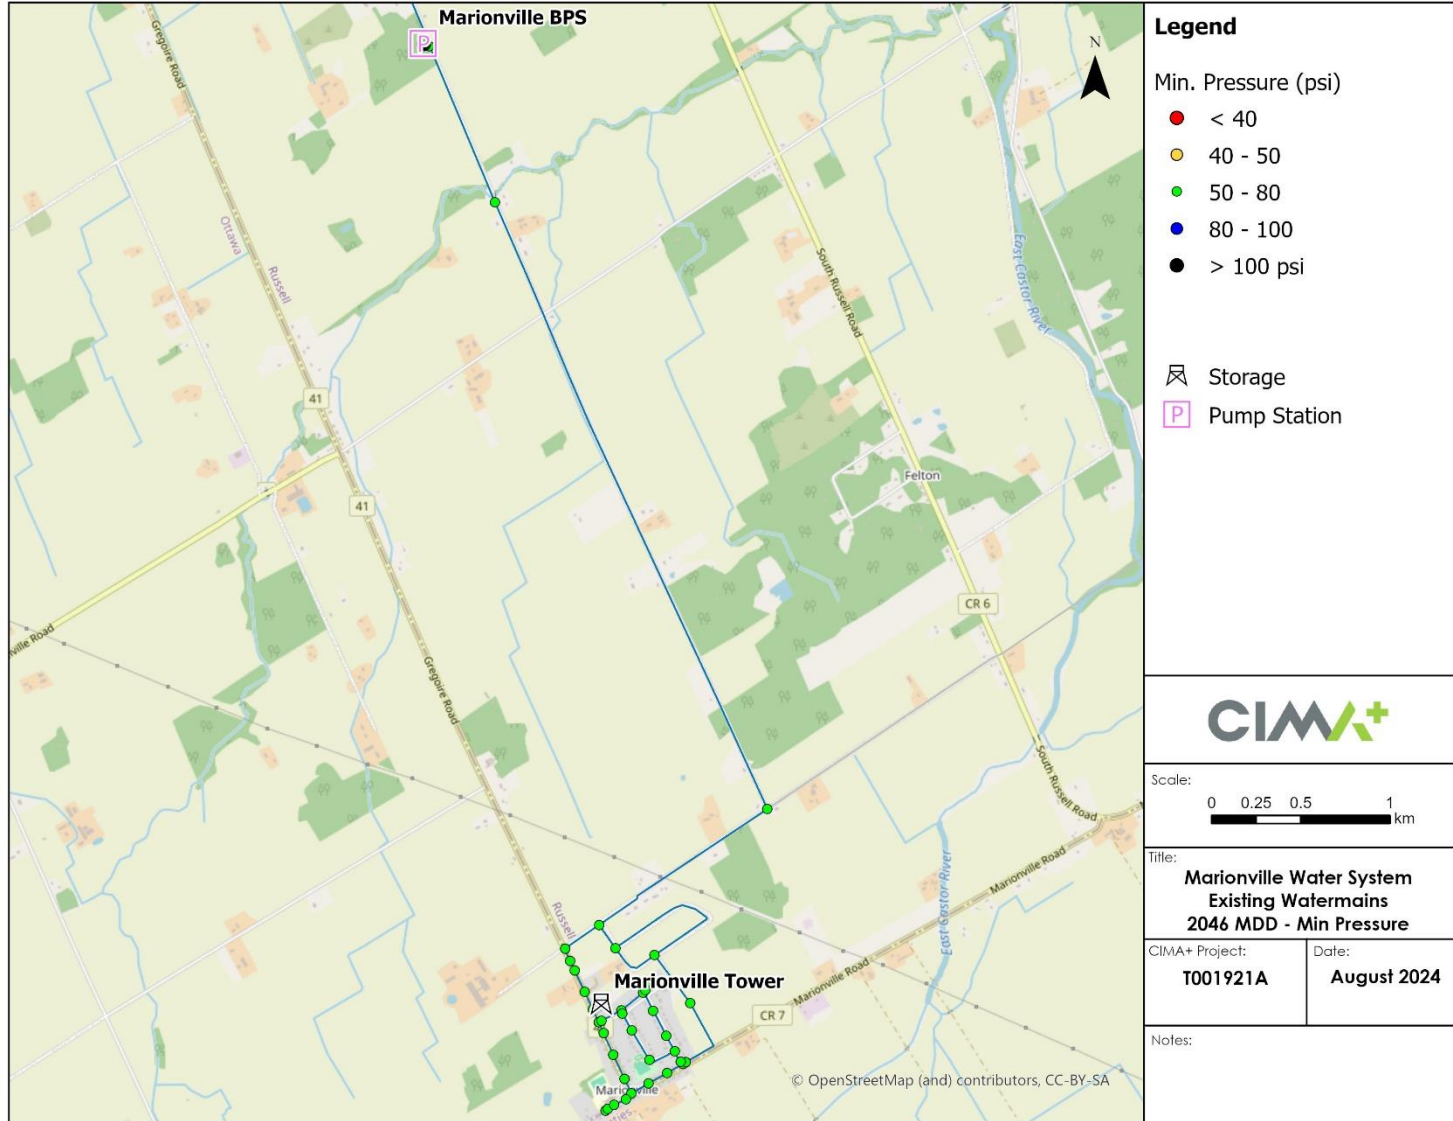 Marionville BPS
P
Gregoire Road
N
Ottawa
Russell
South Russell Road
East Castor River
41
41
Felton
CR 6
ville Road
Gregoire Road
South Russell Road
Marionville Road
East Castor River
Russell
Marionville Tower
Marionville Road
CR 7
Marionville
© OpenStreetMap (and) contributors, CC-BY-SA
Legend
Min. Pressure (psi)
< 40
40 - 50
50 - 80
80 - 100
> 100 psi
Storage
P Pump Station
CIMA+
Scale:
0 0.25 0.5 1
km
Title:
Marionville Water System
Existing Watermains
2046 MDD - Min Pressure
CIMA+ Project:
T001921A
Date:
August 2024
Notes: